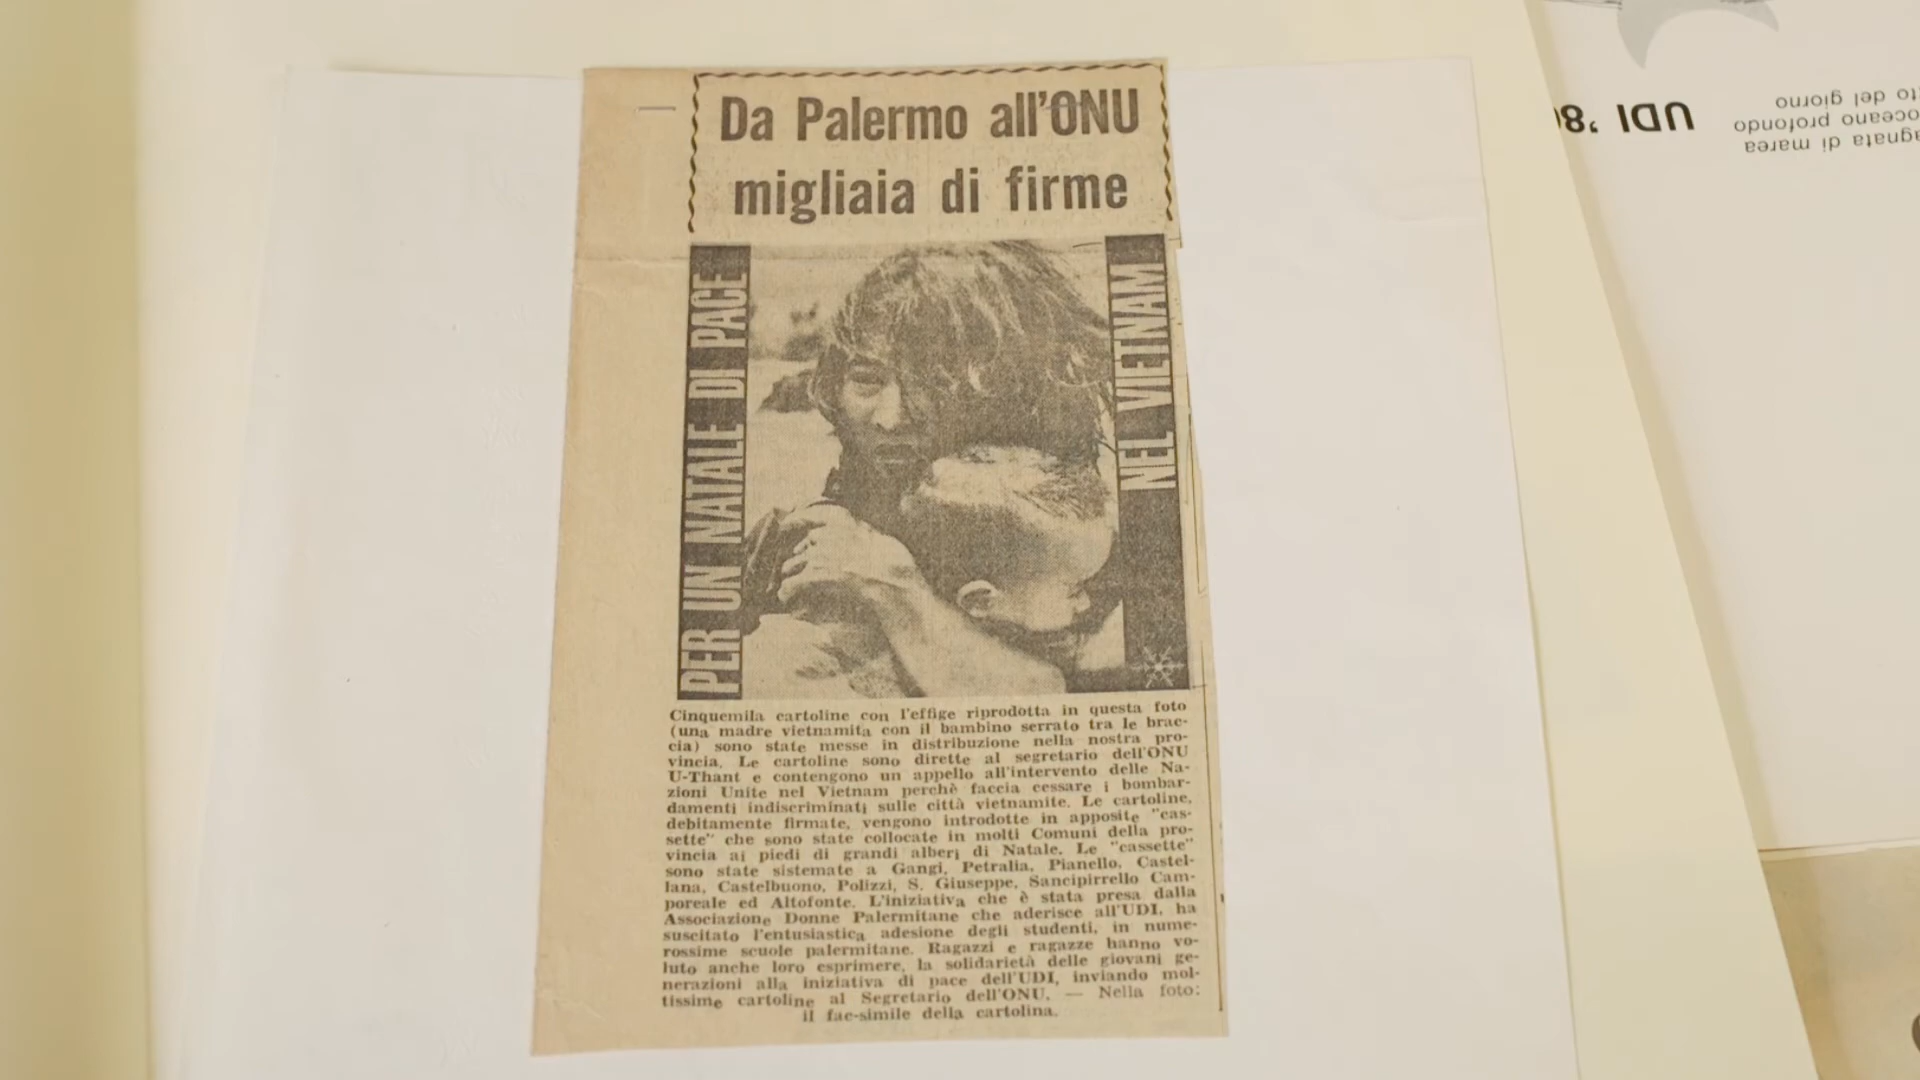 Da Palermo all'ONU
migliaia di firme
PER UN NATALE DI PACE
NEL VIETNAM
Cinquemila cartoline con l'effige riprodotta in questa foto
(una madre vietnamita con il bambino serrato tra le brac-
cia) sono state messe in distribuzione nella nostra pro-
vincia. Le cartoline sono dirette al segretario dell'ONU
U-Thant e contengono un appello all'intervento delle Na-
zioni Unite nel Vietnam perchè faccia cessare i bombar-
damenti indiscriminati sulle città vietnamite. Le cartoline,
debitamente firmate, vengono introdotte in apposite "cas-
sette" che sono state collocate in molti Comuni della pro-
vincia ai piedi di grandi alberi di Natale. Le "cassette"
sono state sistemate a Gangi, Petralia, Pianello, Castel-
lana, Castelbuono, Polizzi, S. Giuseppe, Sancipirrello Cam-
poreale ed Altofonte. L'iniziativa che è stata presa dalla
Associazione Donne Palermitane che aderisce all'UDI, ha
suscitato l'entusiastica adesione degli studenti, in nume-
rossime scuole palermitane. Ragazzi e ragazze hanno vo-
luto anche loro esprimere, la solidarietà delle giovani ge-
nerazioni alla iniziativa di pace dell'UDI, inviando mol-
tissime cartoline al Segretario dell'ONU. — Nella foto:
il fac-simile della cartolina.
UDI '8
agnata di marea
oceano profondo
to del giorno